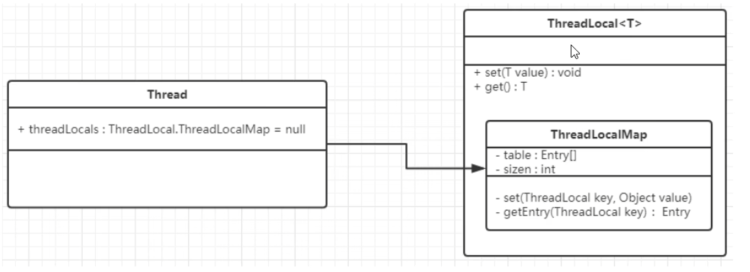 ThreadLocal<T>
+ set(T value) : void
+ get() : T
Thread
+ threadLocals : ThreadLocal.ThreadLocalMap = null
ThreadLocalMap
- table : Entry[]
- sizen : int
- set(ThreadLocal key, Object value)
- getEntry(ThreadLocal key) : Entry